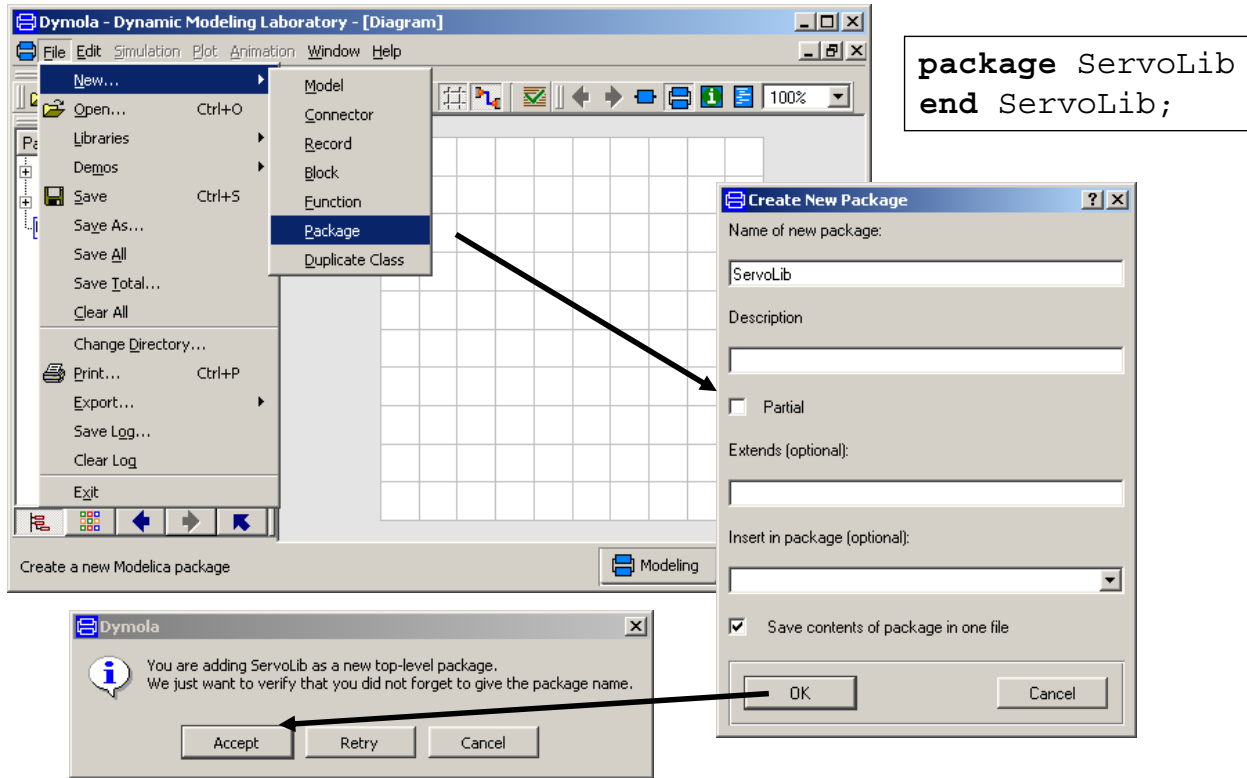 Dymola - Dynamic Modeling Laboratory - [Diagram]
File Edit Simulation Plot Animation Window Help
New...
Open... Ctrl+O
Libraries
Demos
Save Ctrl+S
Save As...
Save All
Save Total...
Clear All
Change Directory...
Print... Ctrl+P
Export...
Save Log...
Clear Log
Exit
Model
Connector
Record
Block
Function
Package
Duplicate Class
100%
Pa
Create a new Modelica package
Modeling
package ServoLib
end ServoLib;
Create New Package
Name of new package:
ServoLib
Description
Partial
Extends (optional):
Insert in package (optional):
Save contents of package in one file
OK Cancel
Dymola
You are adding ServoLib as a new top-level package.
We just want to verify that you did not forget to give the package name.
Accept Retry Cancel